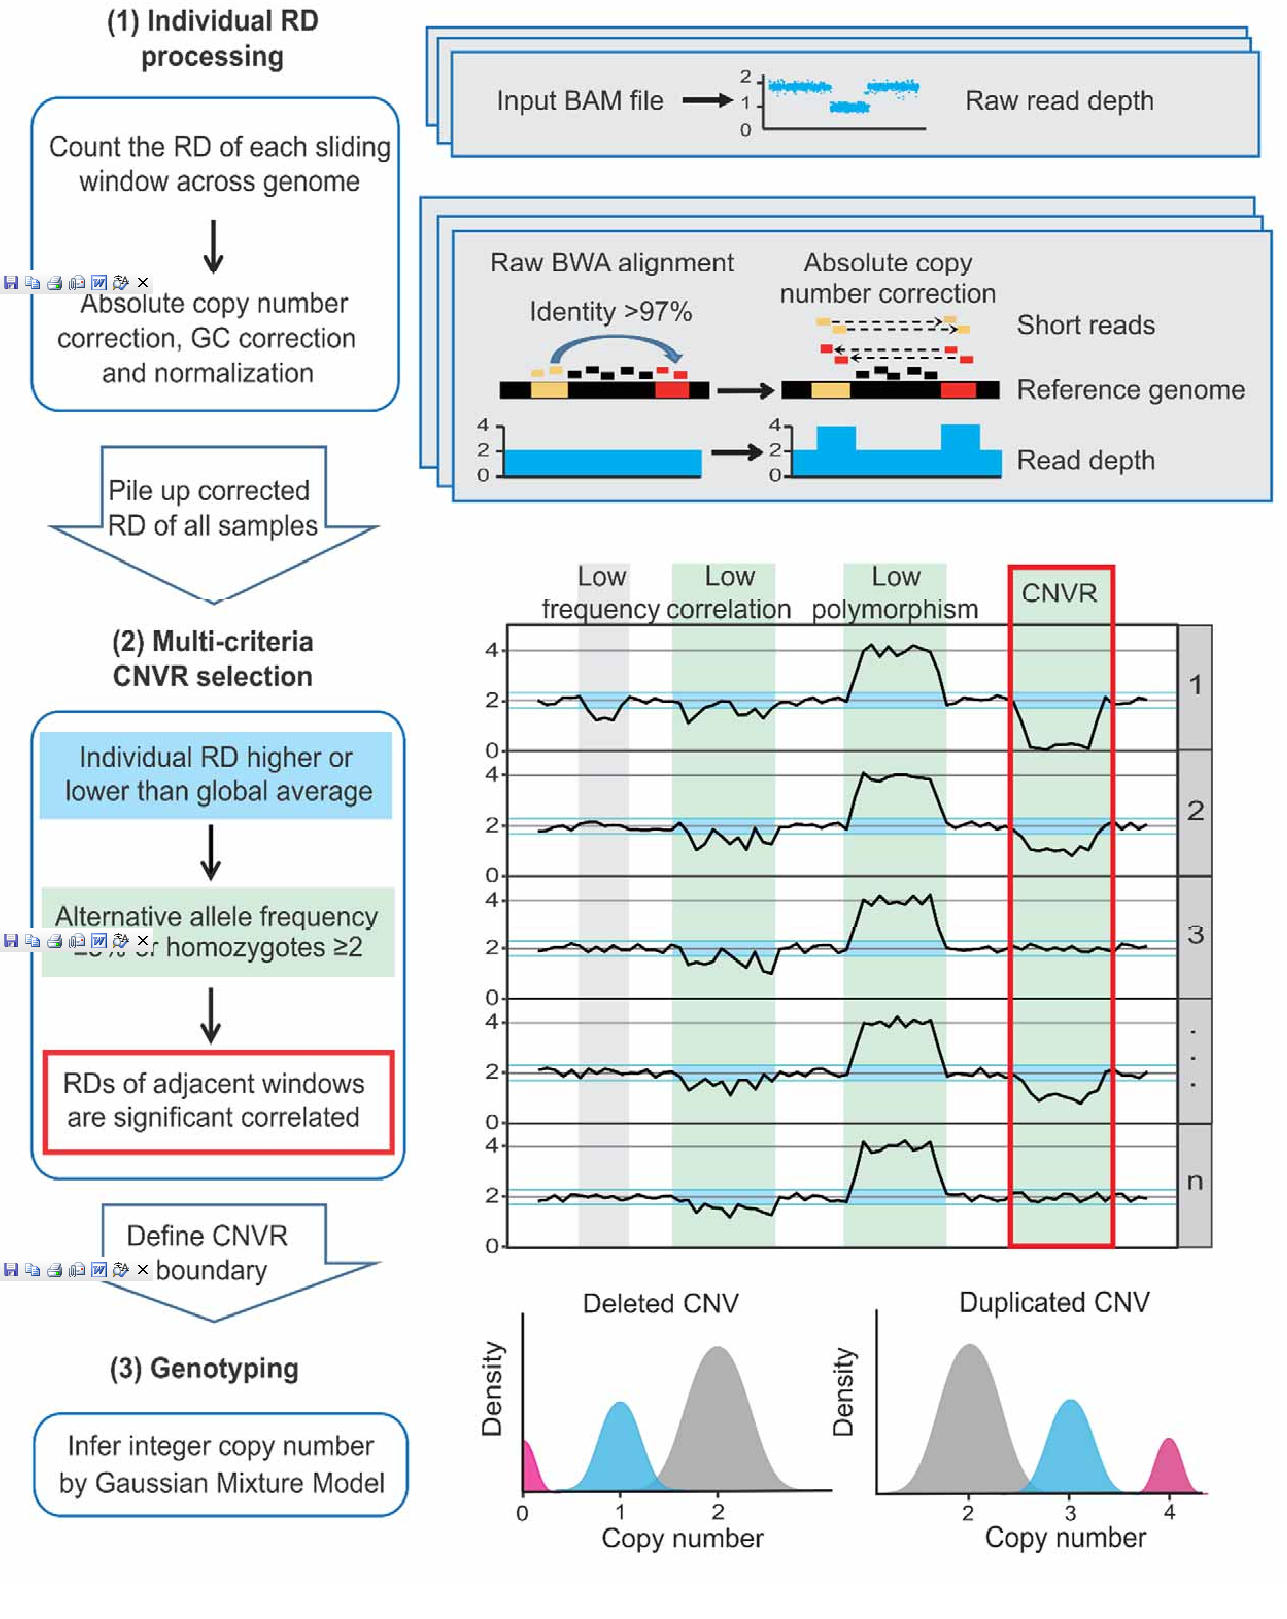 (1) Individual RD
processing
Count the RD of each sliding
window across genome
Absolute copy number
correction, GC correction
and normalization
Input BAM file
2
1
0
Raw read depth
Raw BWA alignment
Identity >97%
Absolute copy
number correction
Short reads
Reference genome
4
2
0
4
2
0
Read depth
Pile up corrected
RD of all samples
(2) Multi-criteria
CNVR selection
Individual RD higher or
lower than global average
Alternative allele frequency
or homozygotes ≥2
RDs of adjacent windows
are significant correlated
Define CNVR
boundary
Low
frequency
Low
correlation
Low
polymorphism
CNVR
4
2
0
1
4
2
0
2
4
2
0
3
4
2
0
. . .
4
2
0
n
(3) Genotyping
Infer integer copy number
by Gaussian Mixture Model
Deleted CNV
Density
0 1 2
Copy number
Duplicated CNV
Density
2 3 4
Copy number